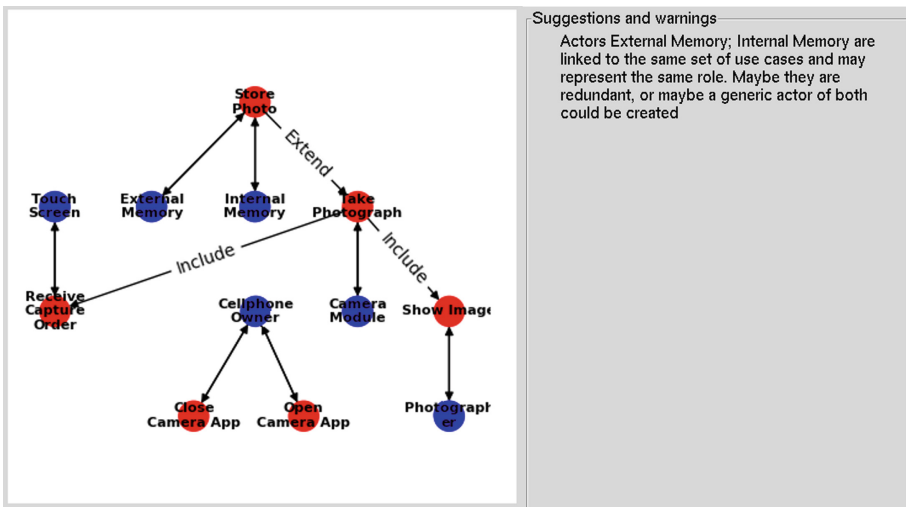 Suggestions and warnings
Actors External Memory; Internal Memory are
linked to the same set of use cases and may
represent the same role. Maybe they are
redundant, or maybe a generic actor of both
could be created
Store
Photo
Extend
Touch
Screen
External
Memory
Internal
Memory
Take
Photograph
Include
Include
Receive
Capture
Order
Cellphone
Owner
Camera
Module
Show Image
Close
Camera App
Open
Camera App
Photograph
er